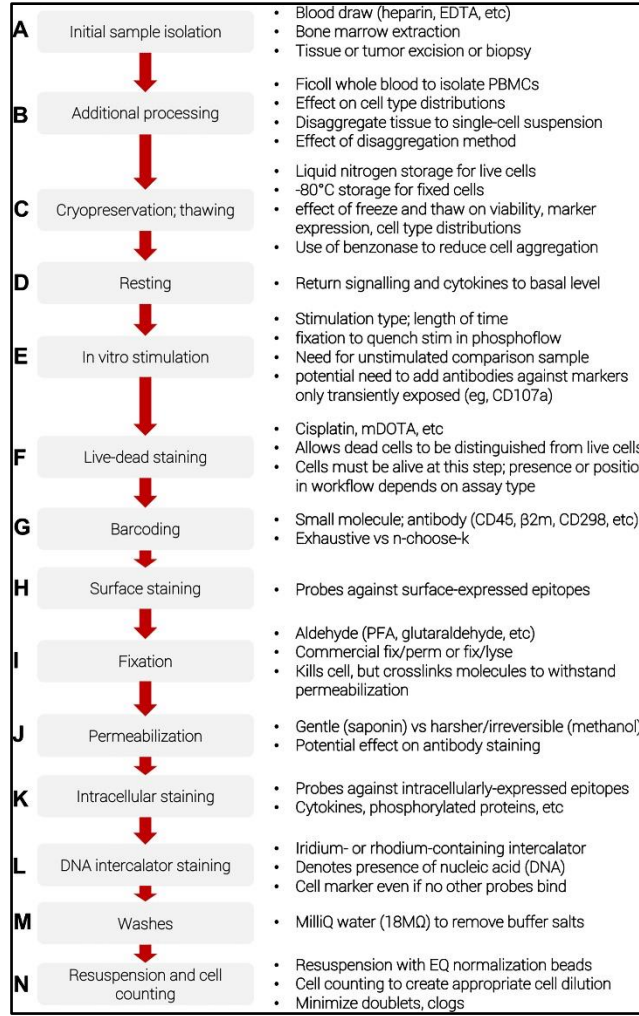 A Initial sample isolation
• Blood draw (heparin, EDTA, etc)
• Bone marrow extraction
• Tissue or tumor excision or biopsy
B Additional processing
• Ficoll whole blood to isolate PBMCs
• Effect on cell type distributions
• Disaggregate tissue to single-cell suspension
• Effect of disaggregation method
C Cryopreservation; thawing
• Liquid nitrogen storage for live cells
• -80°C storage for fixed cells
• effect of freeze and thaw on viability, marker
expression, cell type distributions
• Use of benzonase to reduce cell aggregation
D Resting
• Return signalling and cytokines to basal level
E In vitro stimulation
• Stimulation type; length of time
• fixation to quench stim in phosphoflow
• Need for unstimulated comparison sample
• potential need to add antibodies against markers
only transiently exposed (eg, CD107a)
F Live-dead staining
• Cisplatin, mDOTA, etc
• Allows dead cells to be distinguished from live cells
• Cells must be alive at this step; presence or positio
in workflow depends on assay type
G Barcoding
• Small molecule; antibody (CD45, β2m, CD298, etc)
• Exhaustive vs n-choose-k
H Surface staining
• Probes against surface-expressed epitopes
I Fixation
• Aldehyde (PFA, glutaraldehyde, etc)
• Commercial fix/perm or fix/lyse
• Kills cell, but crosslinks molecules to withstand
permeabilization
J Permeabilization
• Gentle (saponin) vs harsher/irreversible (methanol)
• Potential effect on antibody staining
K Intracellular staining
• Probes against intracellularly-expressed epitopes
• Cytokines, phosphorylated proteins, etc
L DNA intercalator staining
• Iridium- or rhodium-containing intercalator
• Denotes presence of nucleic acid (DNA)
• Cell marker even if no other probes bind
M Washes
• MilliQ water (18MΩ) to remove buffer salts
N Resuspension and cell
counting
• Resuspension with EQ normalization beads
• Cell counting to create appropriate cell dilution
• Minimize doublets, clogs